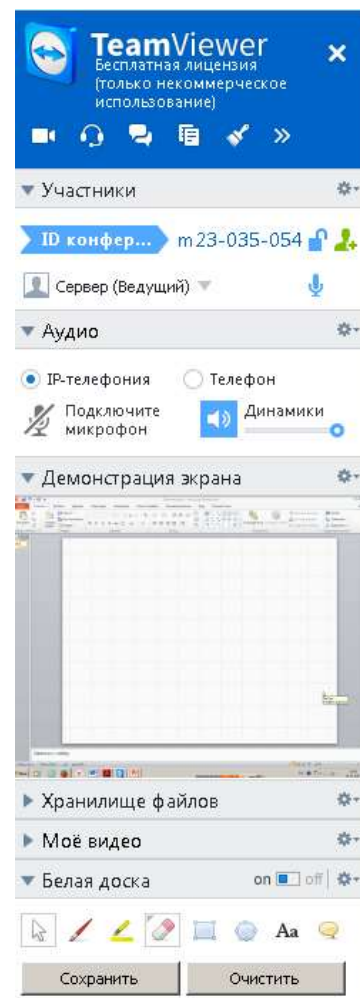 TeamViewer
Бесплатная лицензия
(только некоммерческое
использование)
Участники
ID конфер... m23-035-054
Сервер (Ведущий)
Аудио
IP-телефония Телефон
Подключите
микрофон
Динамики
Демонстрация экрана
Хранилище файлов
Моё видео
Белая доска on off
Aa
Сохранить Очистить